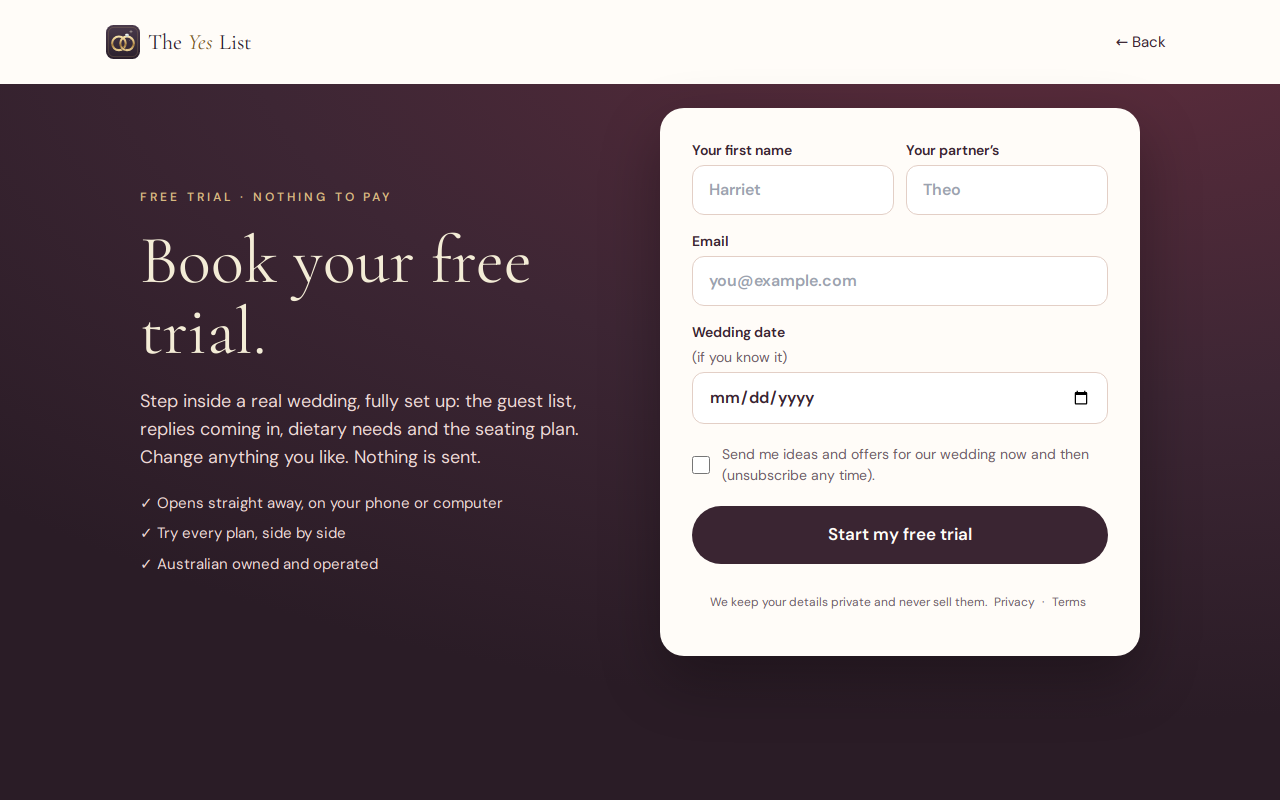 The Yes List
← Back
FREE TRIAL · NOTHING TO PAY
Book your free
trial.
Step inside a real wedding, fully set up: the guest list,
replies coming in, dietary needs and the seating plan.
Change anything you like. Nothing is sent.
✓ Opens straight away, on your phone or computer
✓ Try every plan, side by side
✓ Australian owned and operated
Your first name
Your partner’s
Harriet
Theo
Email
you@example.com
Wedding date
(if you know it)
mm/dd/yyyy
Send me ideas and offers for our wedding now and then
(unsubscribe any time).
Start my free trial
We keep your details private and never sell them. Privacy · Terms